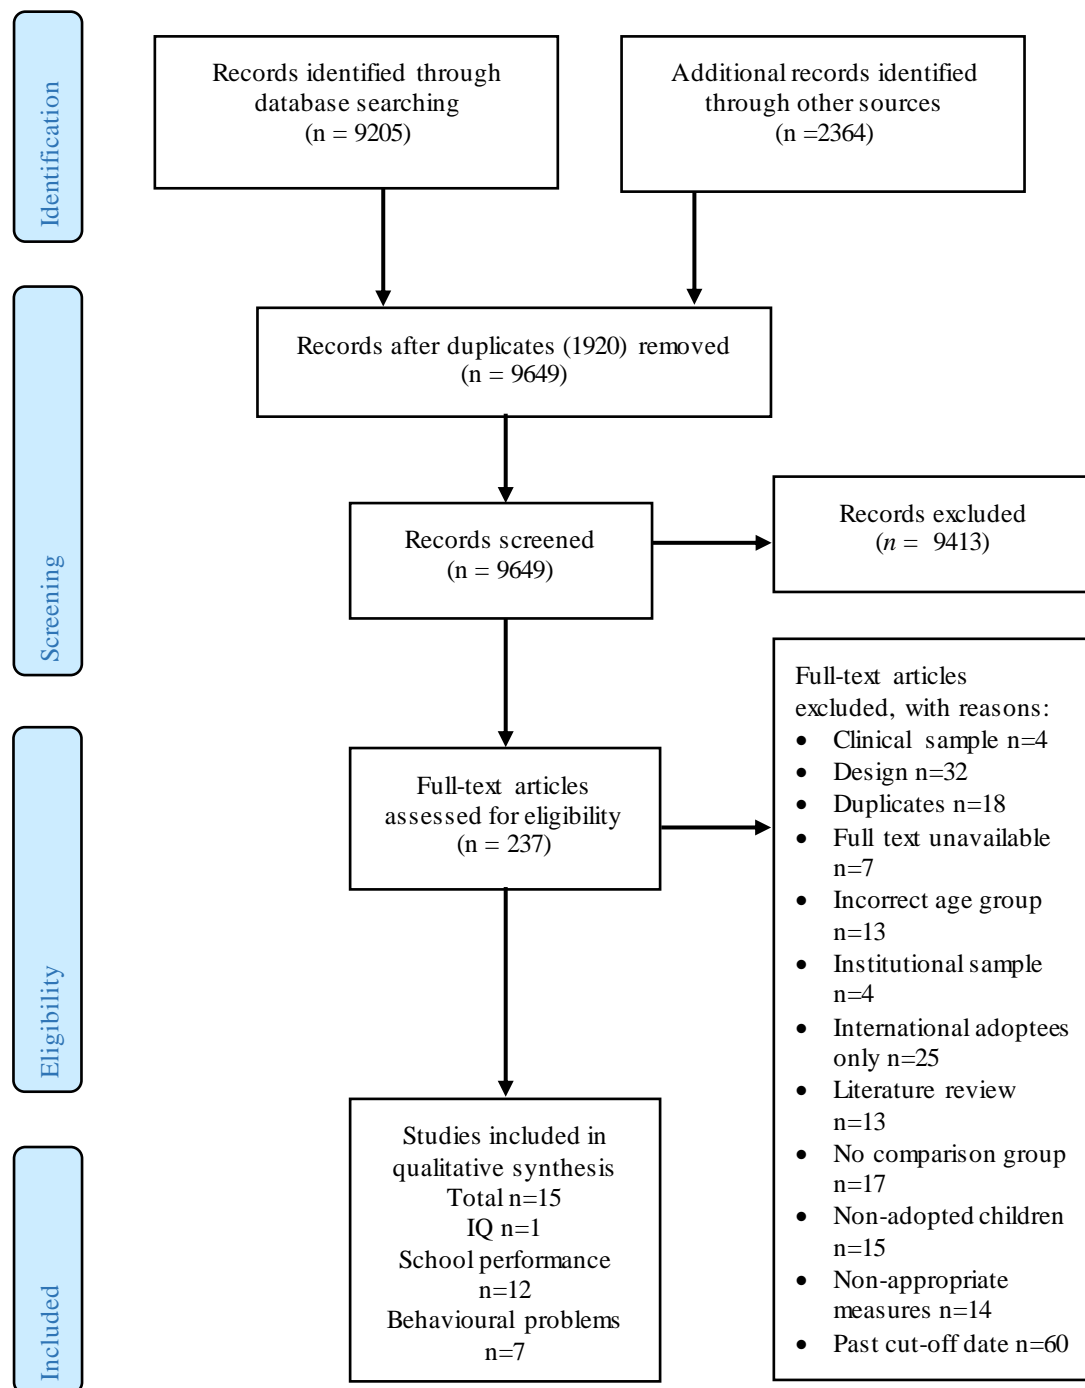 Identification
Records identified through
database searching
(n = 9205)
Additional records identified
through other sources
(n =2364)
Records after duplicates (1920) removed
(n = 9649)
Screening
Records screened
(n = 9649)
Records excluded
(n = 9413)
Eligibility
Full-text articles
assessed for eligibility
(n = 237)
Full-text articles
excluded, with reasons:
• Clinical sample n=4
• Design n=32
• Duplicates n=18
• Full text unavailable
n=7
• Incorrect age group
n=13
• Institutional sample
n=4
• International adoptees
only n=25
• Literature review
n=13
• No comparison group
n=17
• Non-adopted children
n=15
• Non-appropriate
measures n=14
• Past cut-off date n=60
Included
Studies included in
qualitative synthesis
Total n=15
IQ n=1
School performance
n=12
Behavioural problems
n=7